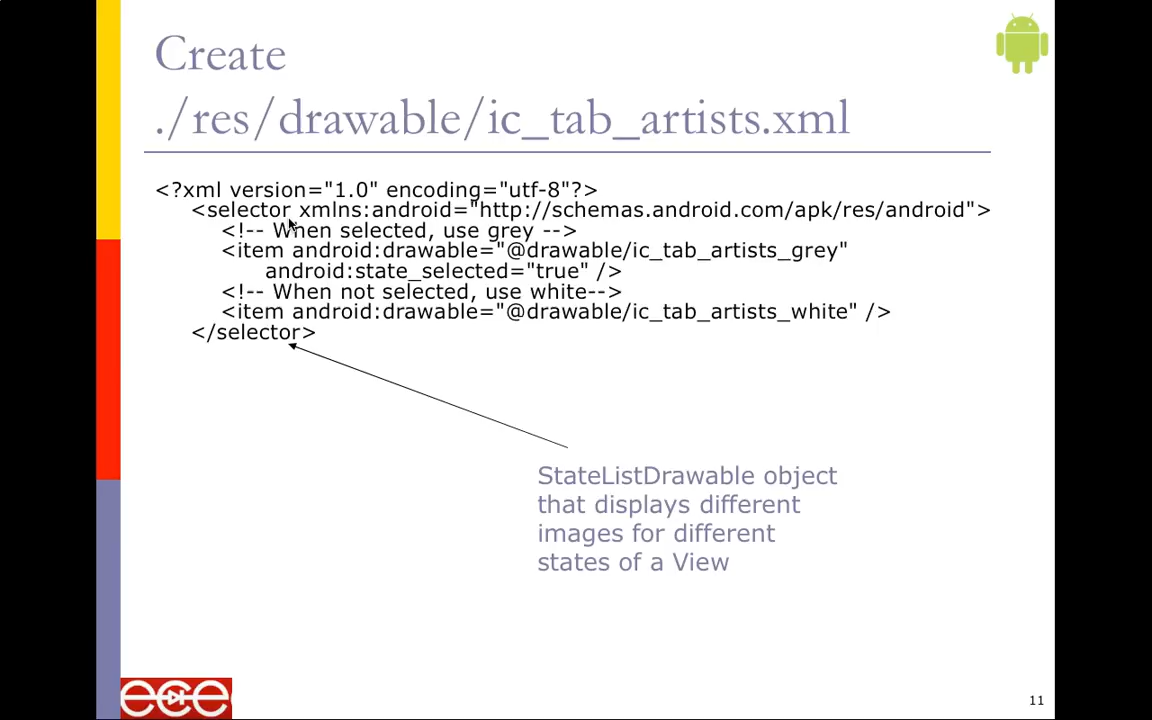 Create
./res/drawable/ic_tab_artists.xml
<?xml version="1.0" encoding="utf-8"?>
<selector xmlns:android="http://schemas.android.com/apk/res/android">
<!-- When selected, use grey -->
<item android:drawable="@drawable/ic_tab_artists_grey"
android:state_selected="true" />
<!-- When not selected, use white-->
<item android:drawable="@drawable/ic_tab_artists_white" />
</selector>
StateListDrawable object
that displays different
images for different
states of a View
ece
11